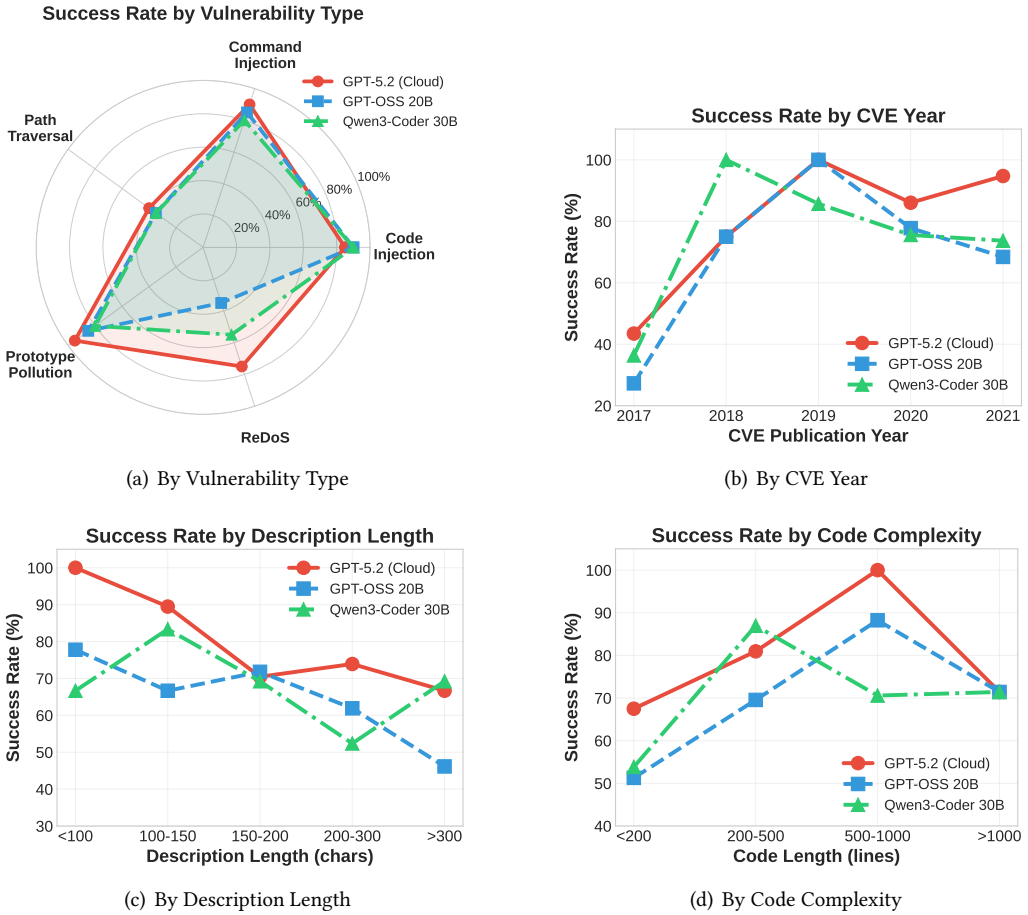 Success Rate by Vulnerability Type
Command
Injection
GPT-5.2 (Cloud)
GPT-OSS 20B
Qwen3-Coder 30B
Path
Traversal
100%
80%
60%
40%
20%
Code
Injection
Prototype
Pollution
ReDoS
(a) By Vulnerability Type
Success Rate by CVE Year
Success Rate (%)
100
80
60
40
20
GPT-5.2 (Cloud)
GPT-OSS 20B
Qwen3-Coder 30B
2017 2018 2019 2020 2021
CVE Publication Year
(b) By CVE Year
Success Rate by Description Length
Success Rate (%)
100
90
80
70
60
50
40
30
GPT-5.2 (Cloud)
GPT-OSS 20B
Qwen3-Coder 30B
<100 100-150 150-200 200-300 >300
Description Length (chars)
(c) By Description Length
Success Rate by Code Complexity
Success Rate (%)
100
90
80
70
60
50
40
GPT-5.2 (Cloud)
GPT-OSS 20B
Qwen3-Coder 30B
<200 200-500 500-1000 >1000
Code Length (lines)
(d) By Code Complexity